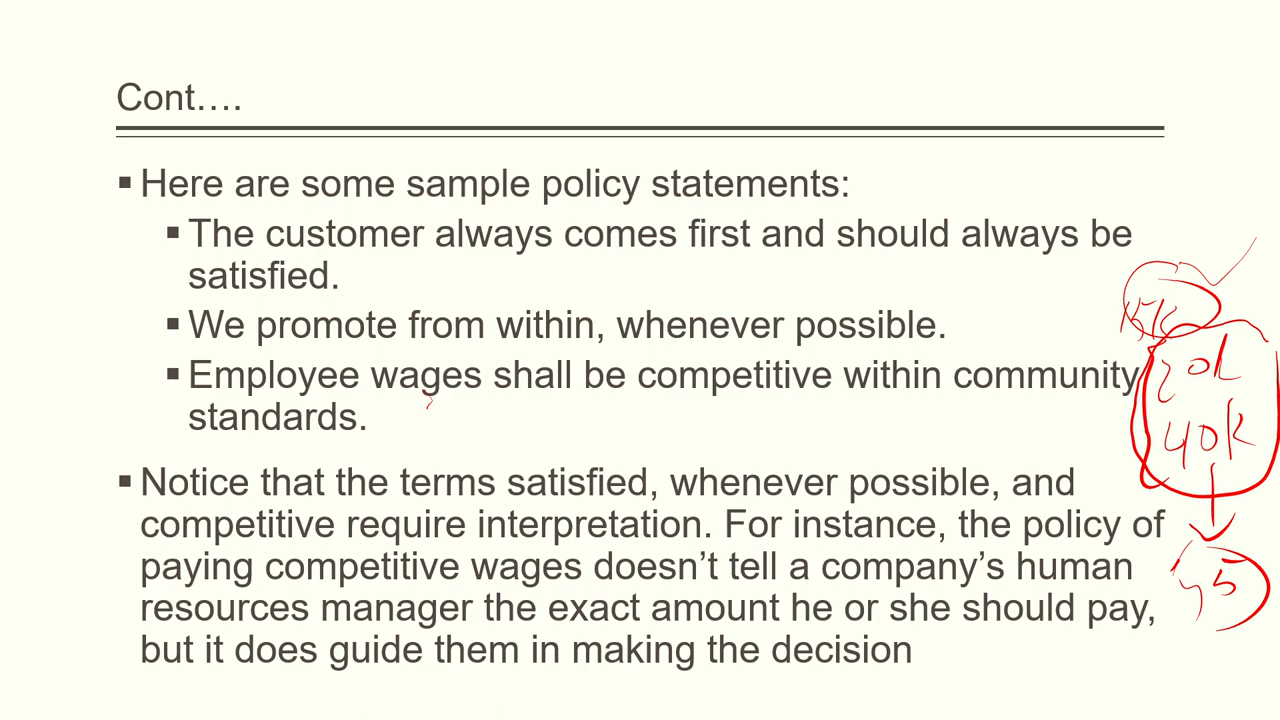 Cont….
▪ Here are some sample policy statements:
▪ The customer always comes first and should always be
satisfied.
▪ We promote from within, whenever possible.
▪ Employee wages shall be competitive within community
standards.
▪ Notice that the terms satisfied, whenever possible, and
competitive require interpretation. For instance, the policy of
paying competitive wages doesn’t tell a company’s human
resources manager the exact amount he or she should pay,
but it does guide them in making the decision
40k
45